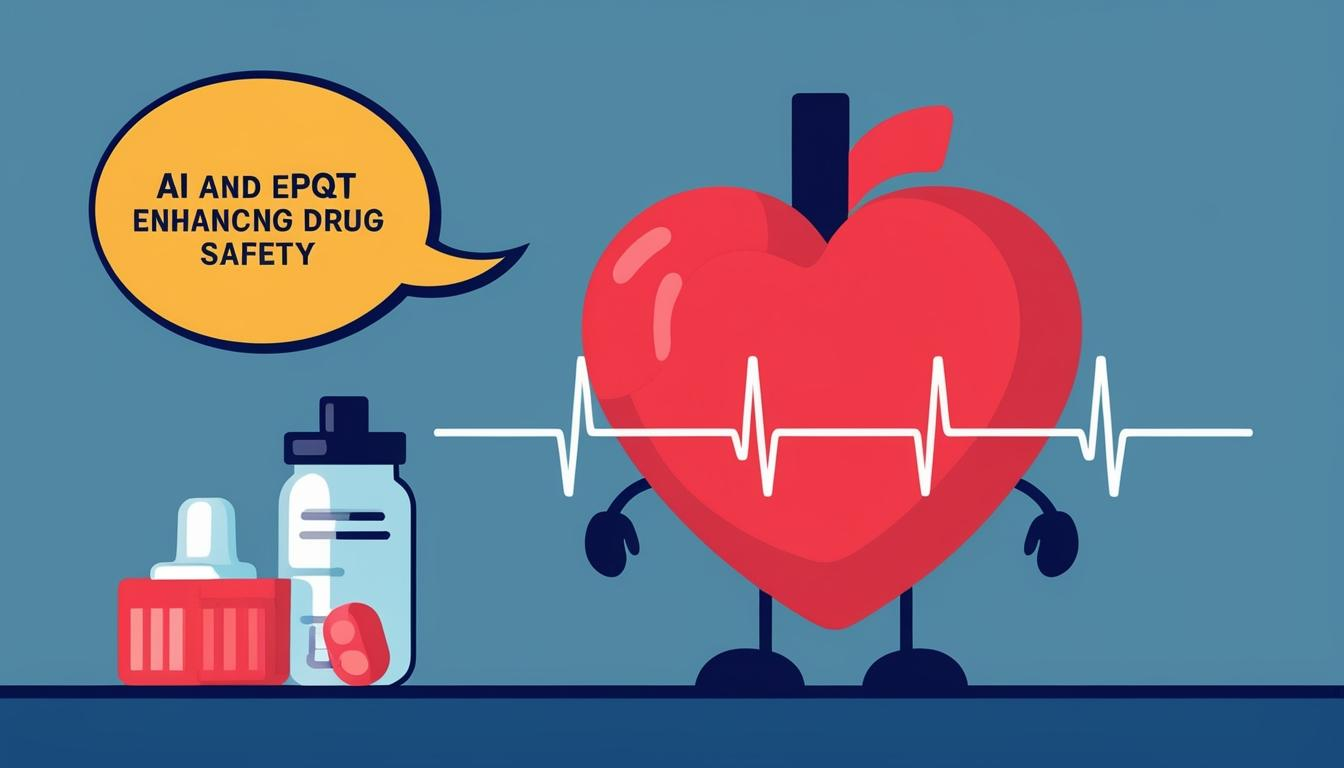 AI AND EPQT
ENHANCNG DRUG
SAFETY